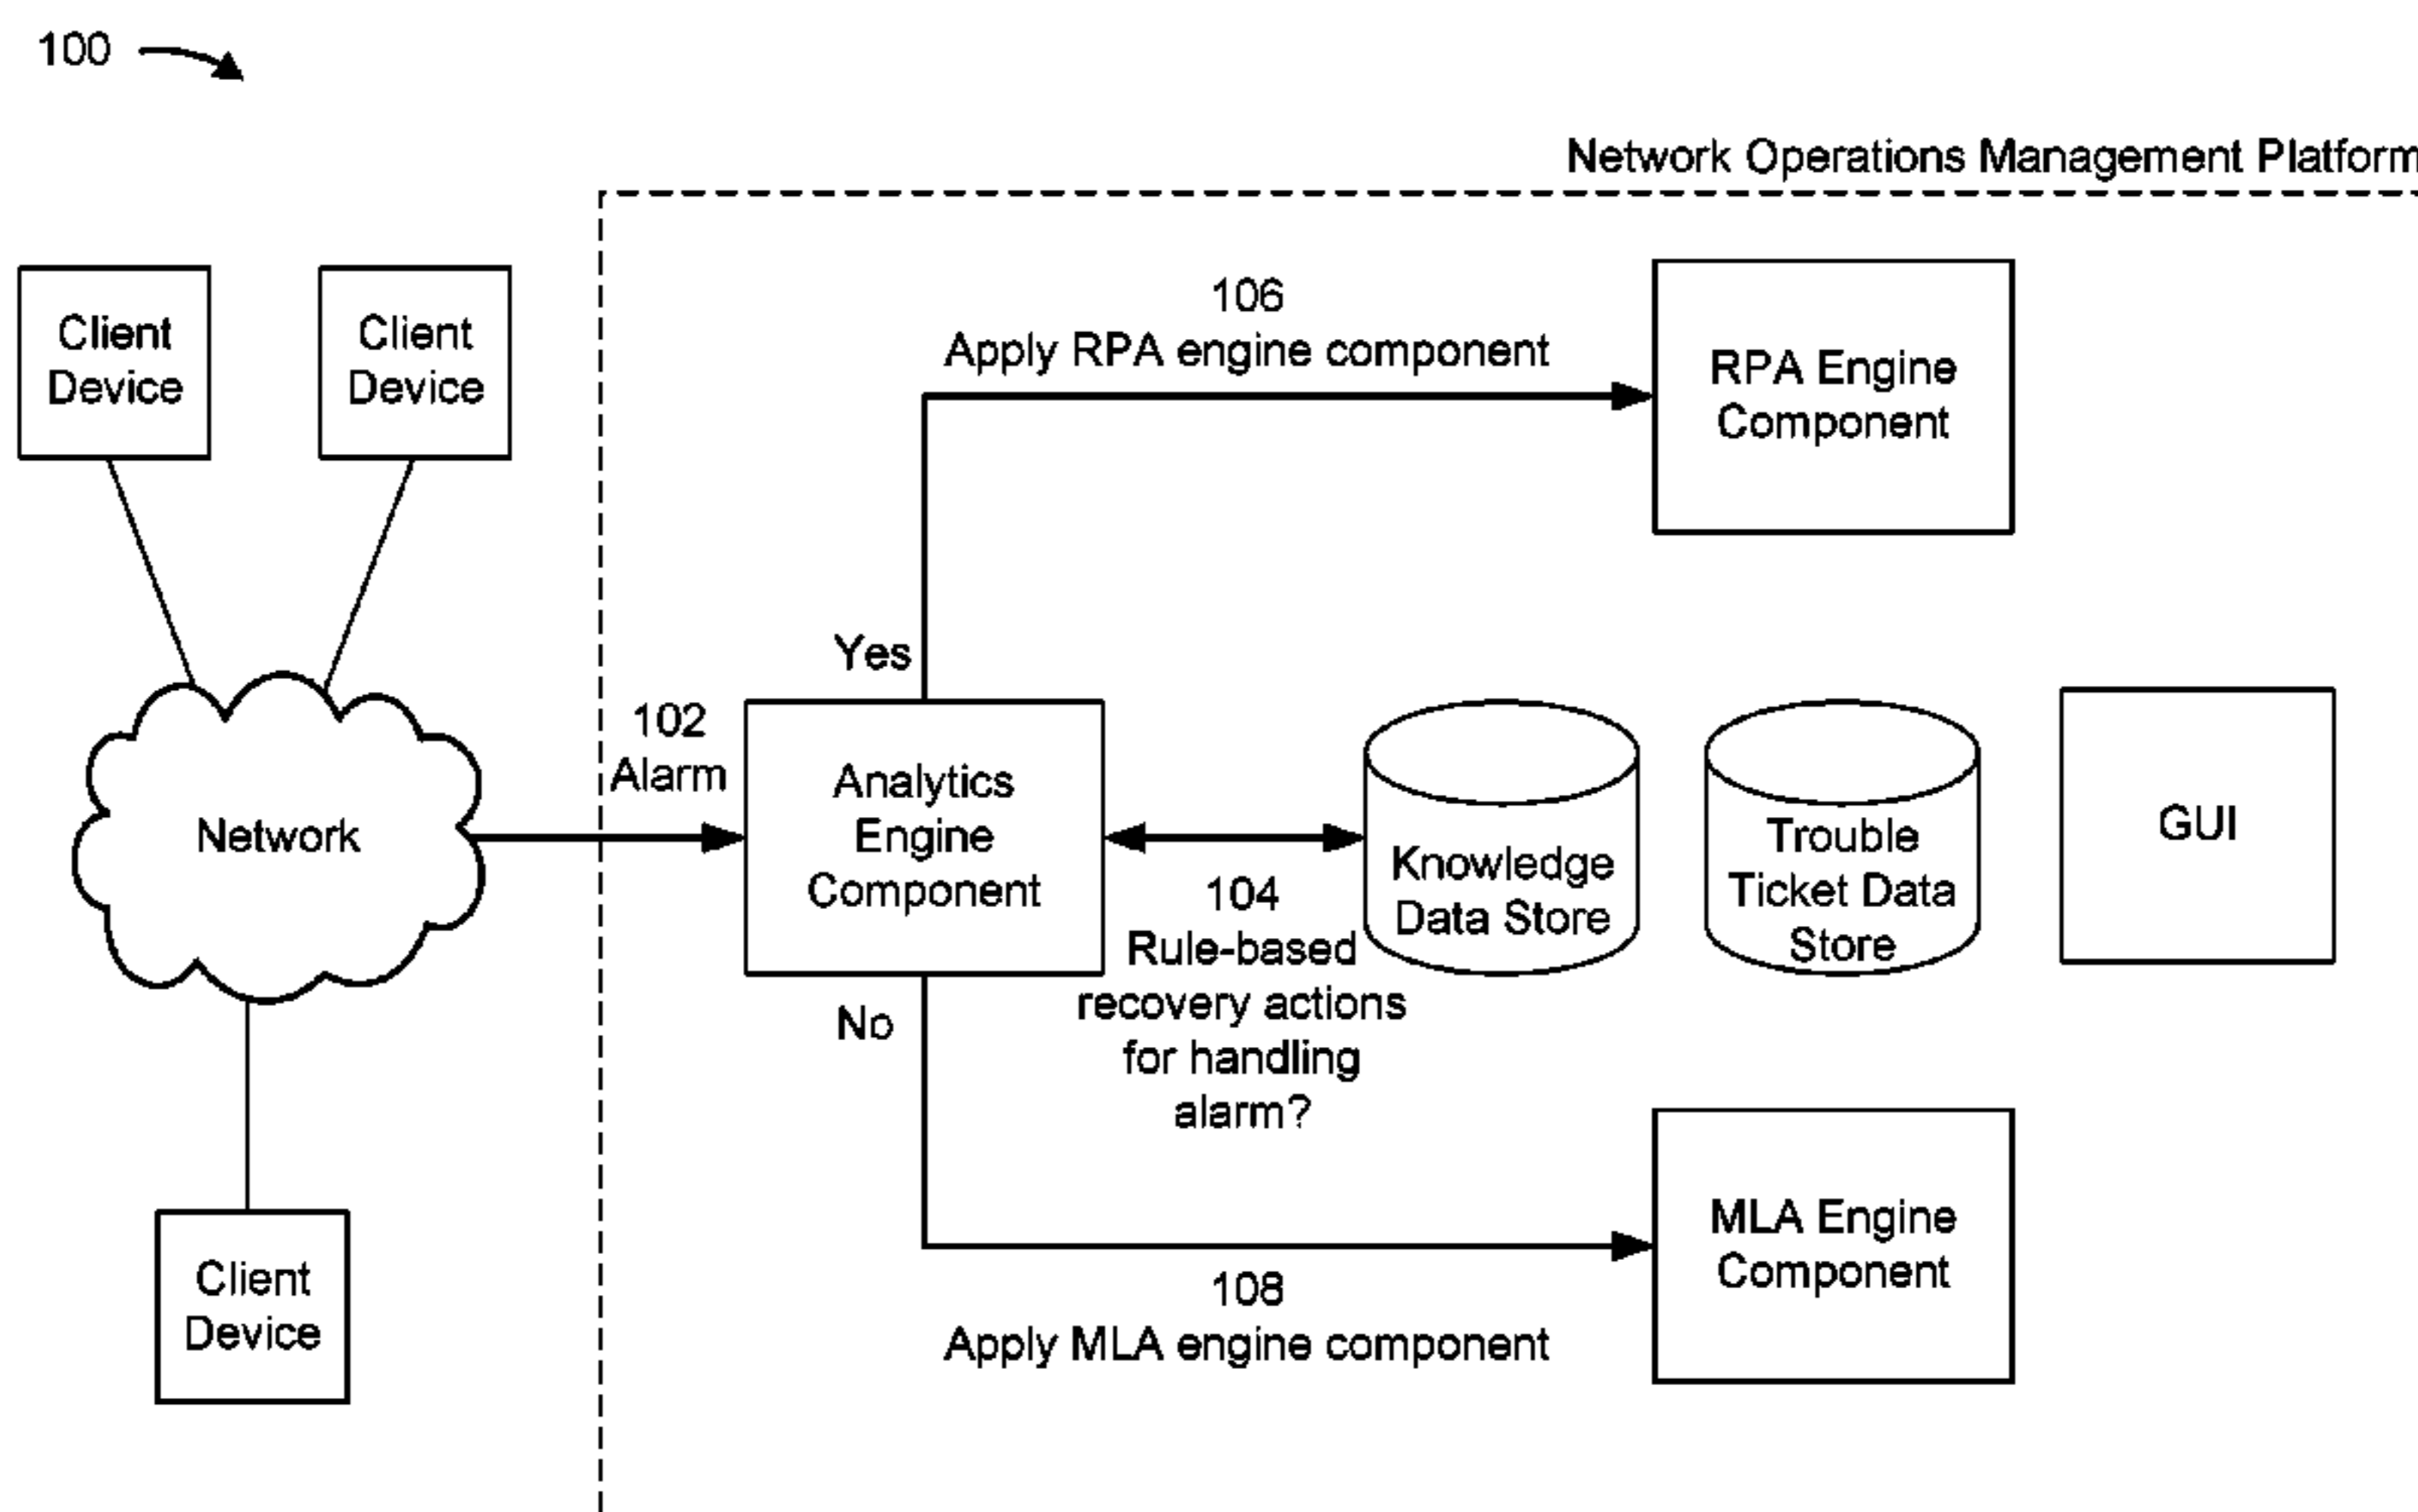 100
Network Operations Management Platform
Client
Device
Client
Device
106
Apply RPA engine component
RPA Engine
Component
Yes
102
Alarm
Network
Analytics
Engine
Component
104
Rule-based
recovery actions
for handling
alarm?
Knowledge
Data Store
Trouble
Ticket Data
Store
GUI
No
Client
Device
108
Apply MLA engine component
MLA Engine
Component